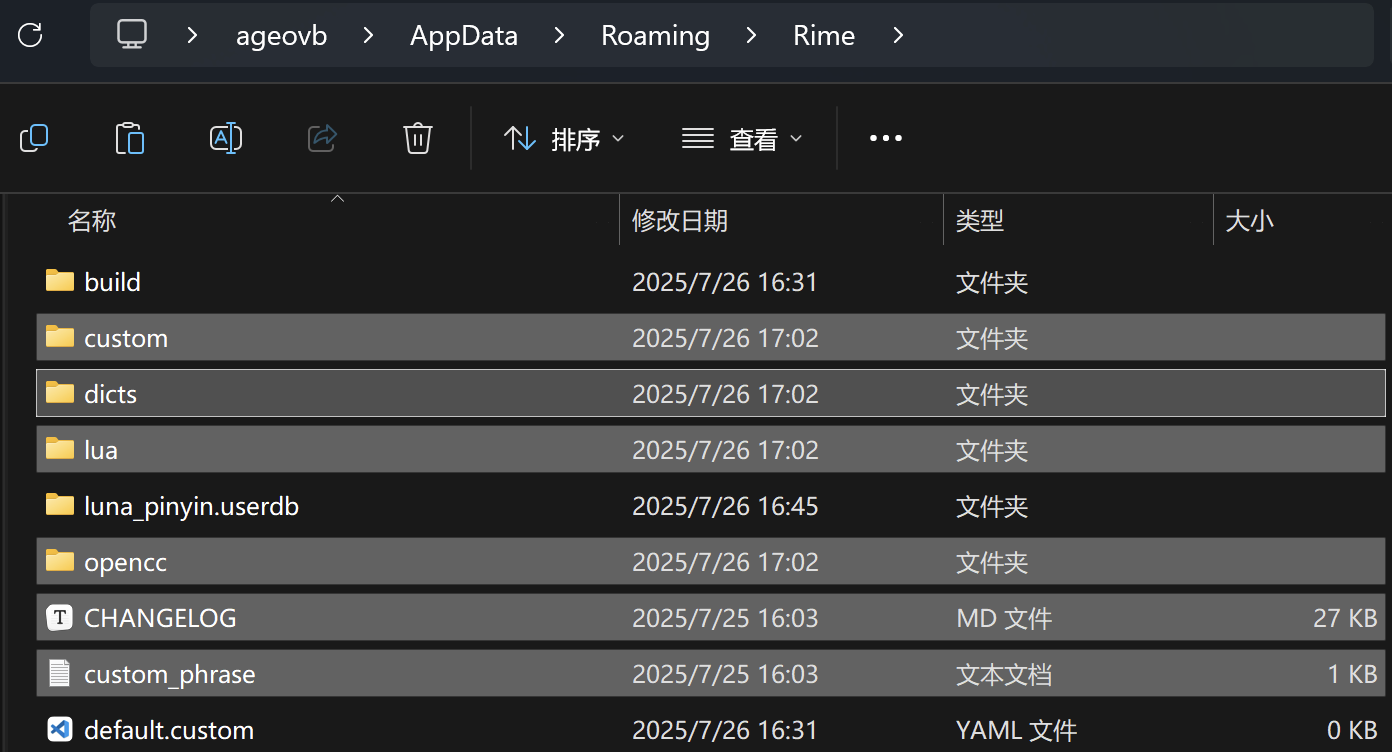 ageovb > AppData > Roaming > Rime >
排序 查看
名称 修改日期 类型 大小
build 2025/7/26 16:31 文件夹
custom 2025/7/26 17:02 文件夹
dicts 2025/7/26 17:02 文件夹
lua 2025/7/26 17:02 文件夹
luna_pinyin.userdb 2025/7/26 16:45 文件夹
opencc 2025/7/26 17:02 文件夹
CHANGELOG 2025/7/25 16:03 MD 文件 27 KB
custom_phrase 2025/7/25 16:03 文本文档 1 KB
default.custom 2025/7/26 16:31 YAML 文件 0 KB